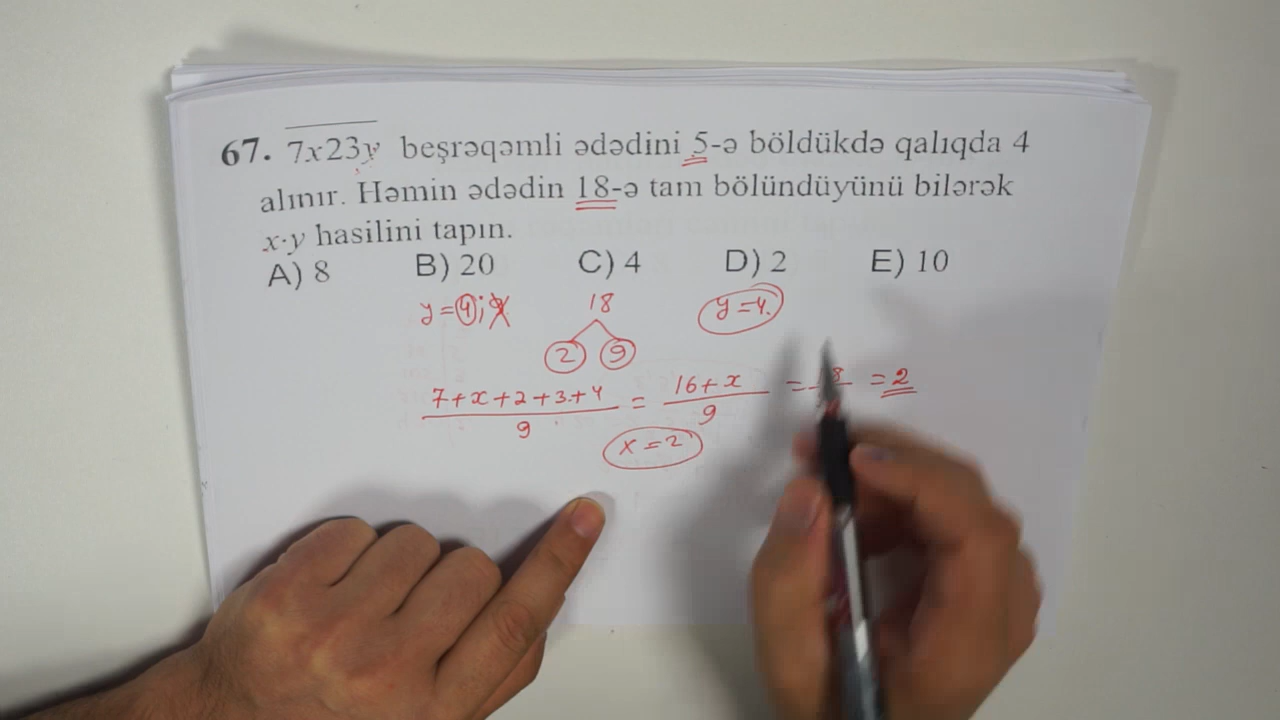 67. 7x23y beşrəqəmli ədədini 5-ə böldükdə qalıqda 4
alınır. Həmin ədədin 18-ə tam bölündüyünü bilərək
x·y hasilini tapın.
A) 8 B) 20 C) 4 D) 2 E) 10
y = 4; 9 18 y = 4.
2 9
7+x+2+3+4 / 9 = 16+x / 9 = = 2
x = 2